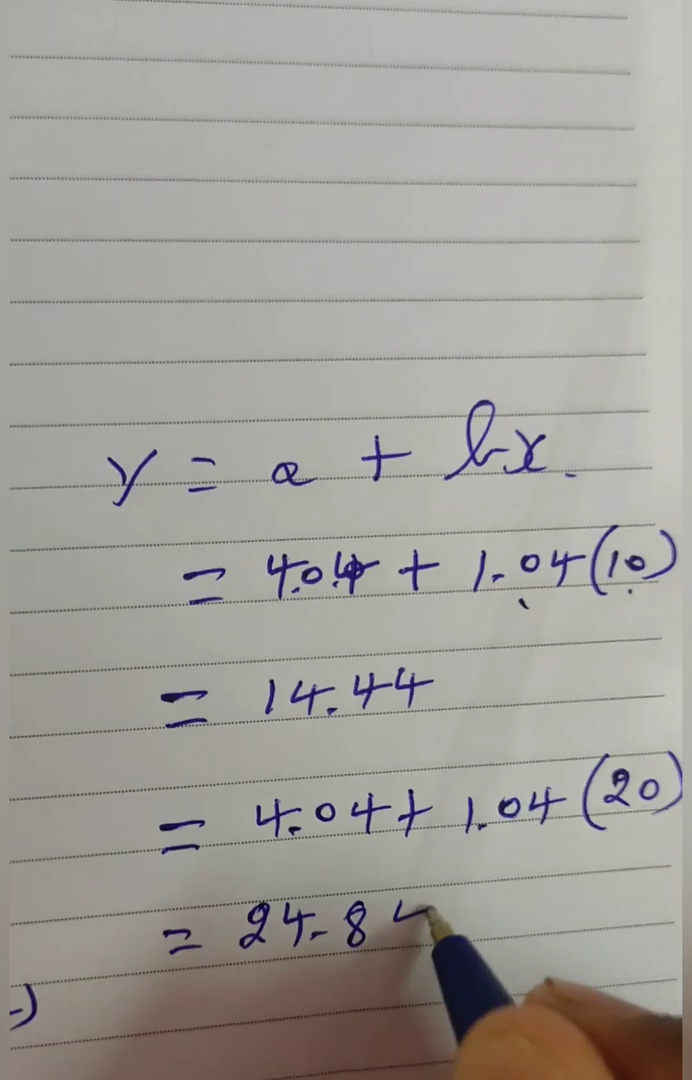 Y = a + bx.
= 4.04 + 1.04(10)
= 14.44
= 4.04 + 1.04(20)
= 24.84
-)